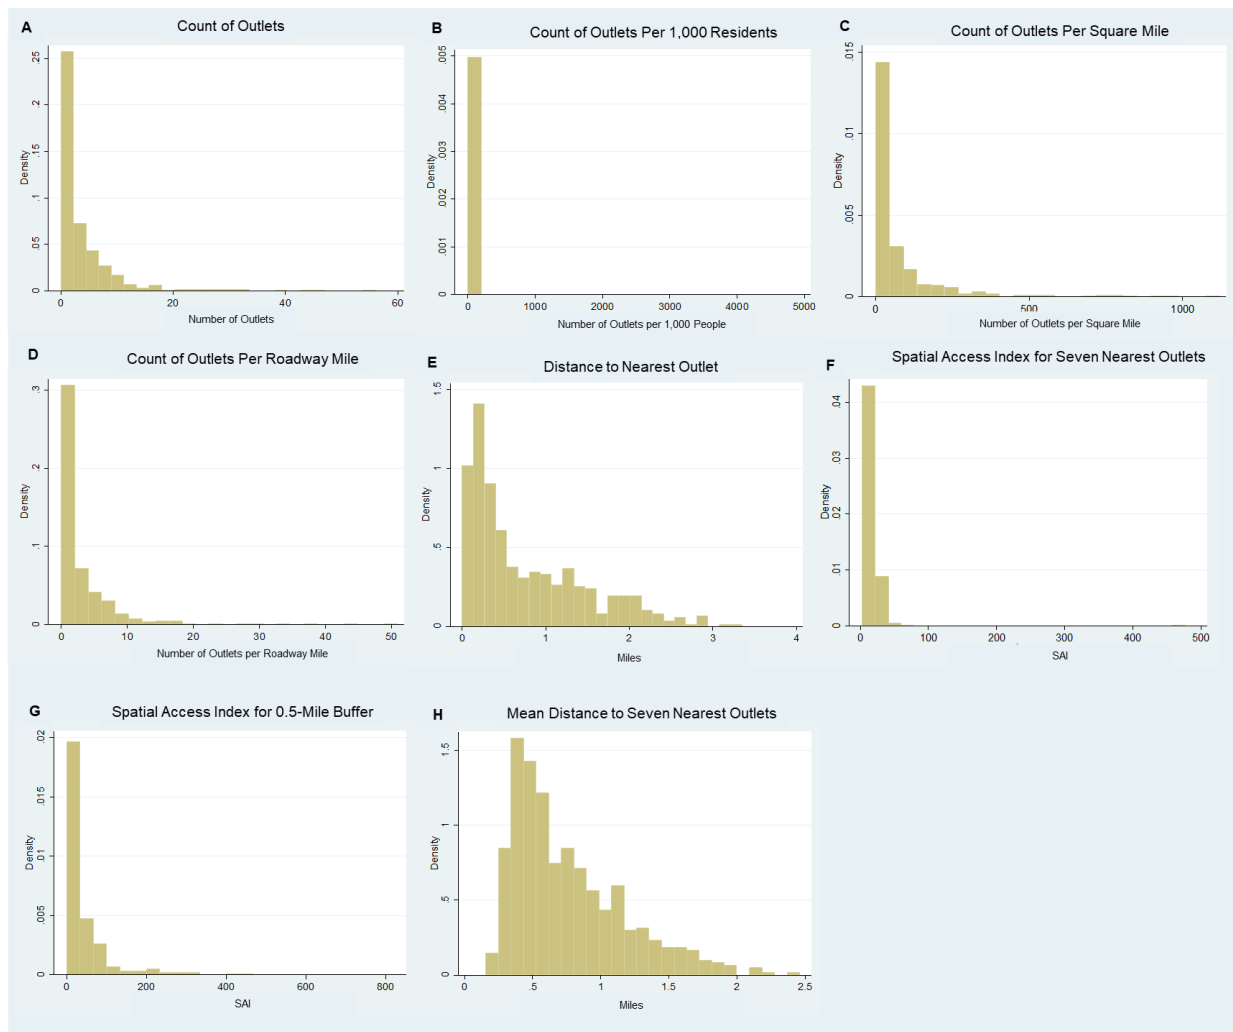 A
Count of Outlets
.25
.2
.15
.1
.05
0
Density
0 20 40 60
Number of Outlets
B
Count of Outlets Per 1,000 Residents
.005
.004
.003
.002
.001
0
Density
0 1000 2000 3000 4000 5000
Number of Outlets per 1,000 People
C
Count of Outlets Per Square Mile
.015
.01
.005
0
Density
0 500 1000
Number of Outlets per Square Mile
D
Count of Outlets Per Roadway Mile
.3
.2
.1
0
Density
0 10 20 30 40 50
Number of Outlets per Roadway Mile
E
Distance to Nearest Outlet
1.5
1
.5
0
Density
0 1 2 3 4
Miles
F
Spatial Access Index for Seven Nearest Outlets
.04
.03
.02
.01
0
Density
0 100 200 300 400 500
SAI
G
Spatial Access Index for 0.5-Mile Buffer
.02
.015
.01
.005
0
Density
0 200 400 600 800
SAI
H
Mean Distance to Seven Nearest Outlets
1.5
1
.5
0
Density
0 .5 1 1.5 2 2.5
Miles